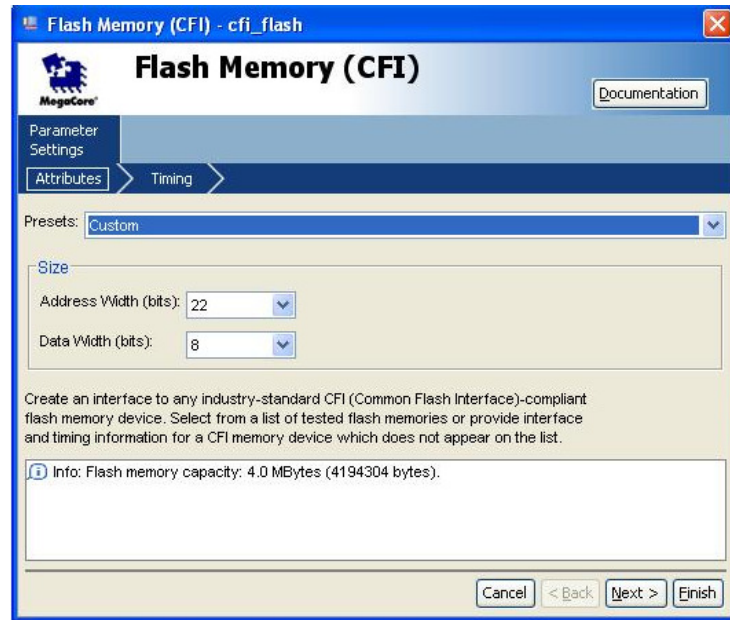 Flash Memory (CFI) - cfi_flash
MegaCore®
Flash Memory (CFI)
Documentation
Parameter
Settings
Attributes
Timing
Presets:
Custom
Size
Address Width (bits):
22
Data Width (bits):
8
Create an interface to any industry-standard CFI (Common Flash Interface)-compliant
flash memory device. Select from a list of tested flash memories or provide interface
and timing information for a CFI memory device which does not appear on the list.
Info: Flash memory capacity: 4.0 MBytes (4194304 bytes).
Cancel
< Back
Next >
Finish